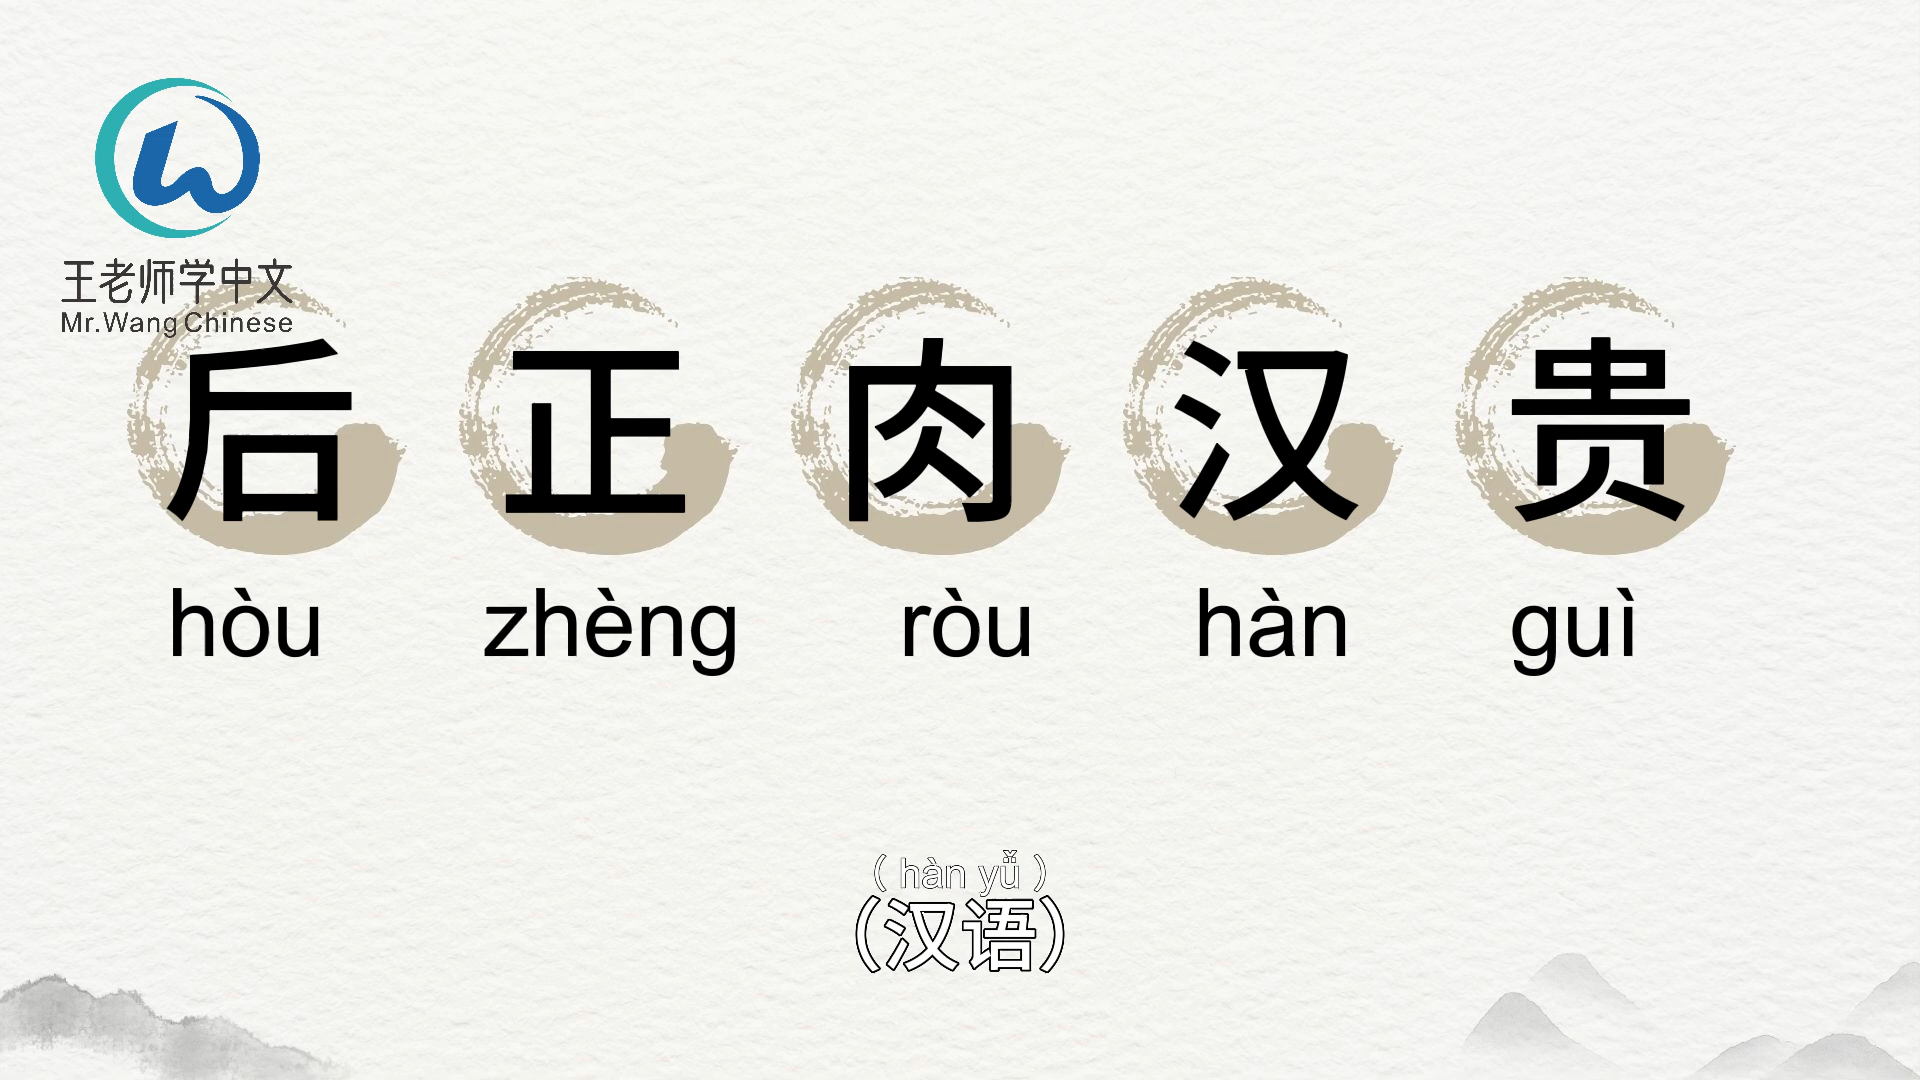 王老师学中文
Mr.Wang Chinese
后 正 肉 汉 贵
hòu zhèng ròu hàn guì
（hàn yǚ）
（汉语）